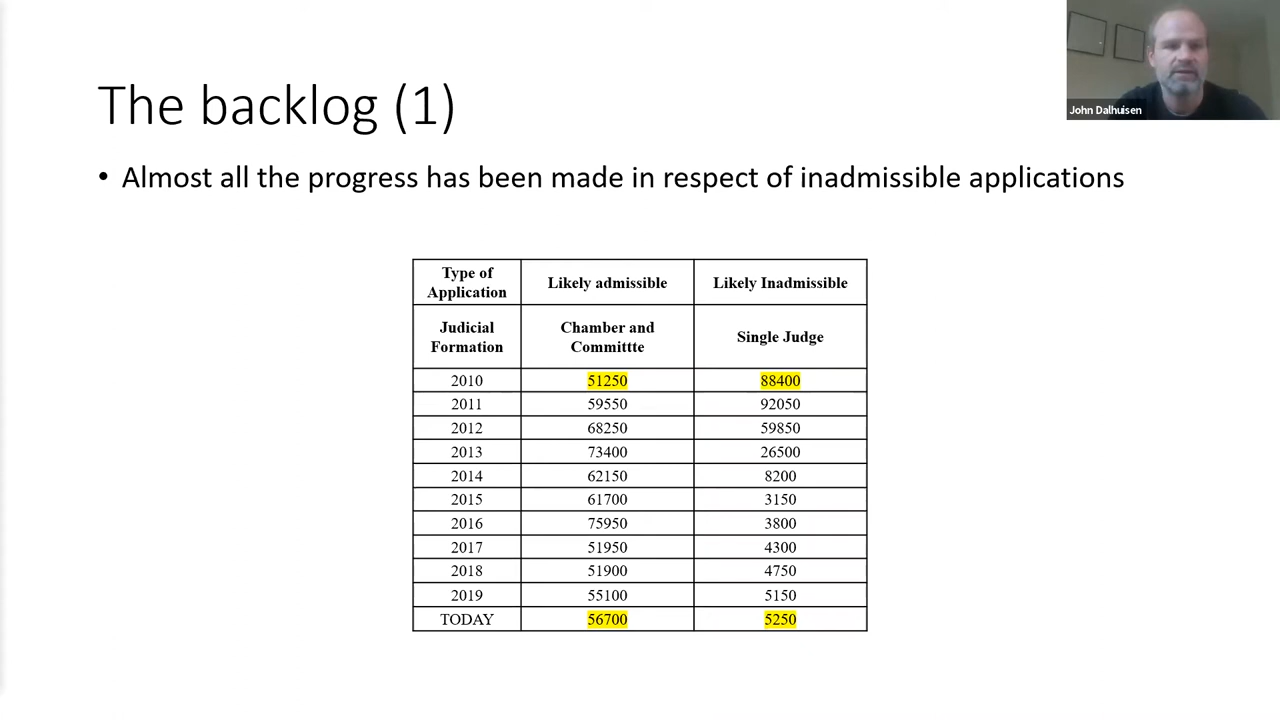 John Dalhuisen
The backlog (1)
• Almost all the progress has been made in respect of inadmissible applications
Type of
Application
Likely admissible
Likely Inadmissible
Judicial
Formation
Chamber and
Committte
Single Judge
2010 51250 88400
2011 59550 92050
2012 68250 59850
2013 73400 26500
2014 62150 8200
2015 61700 3150
2016 75950 3800
2017 51950 4300
2018 51900 4750
2019 55100 5150
TODAY 56700 5250